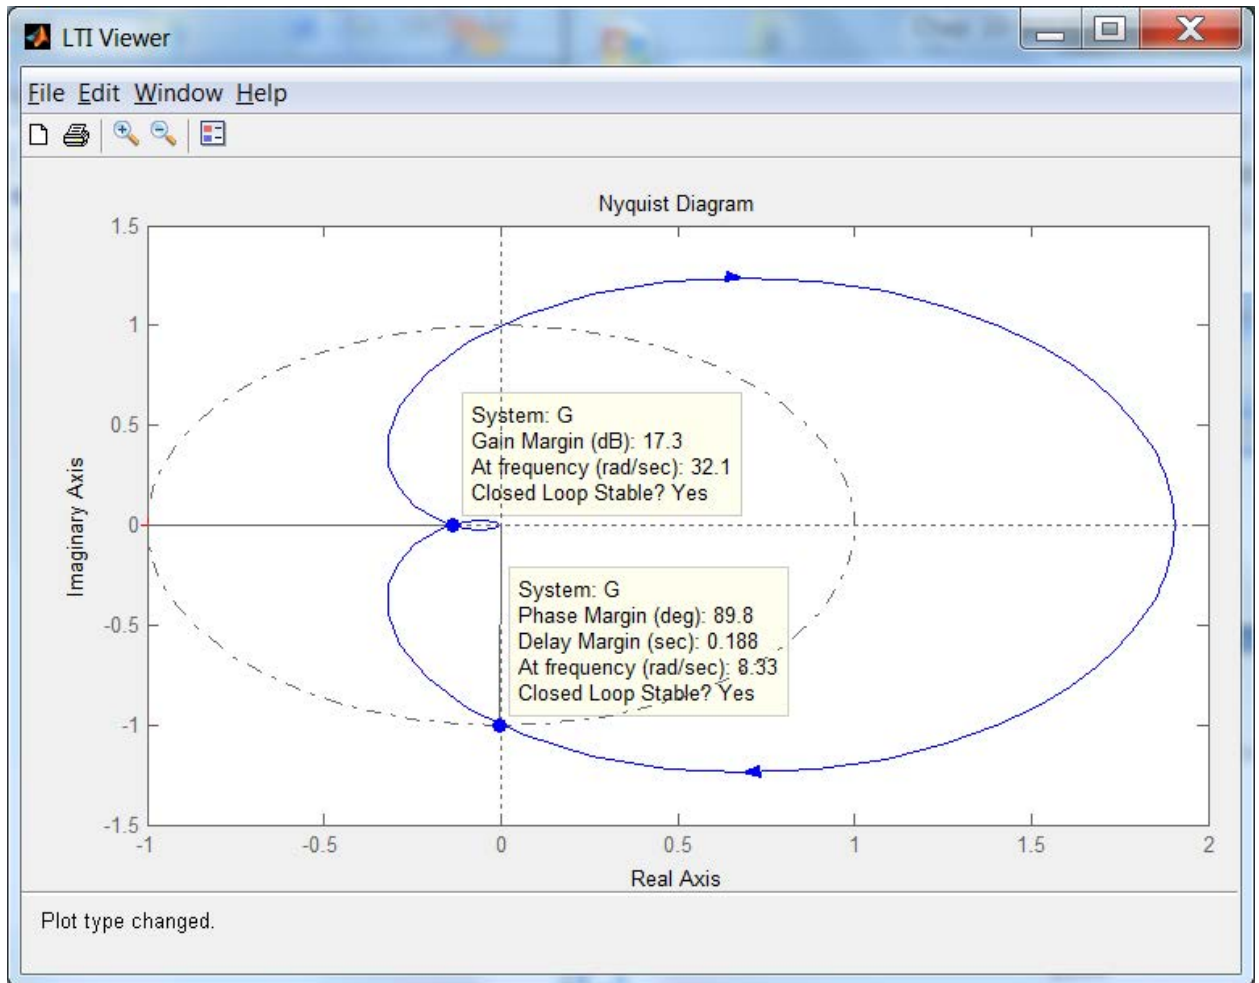 LTI Viewer
File Edit Window Help
Nyquist Diagram
1.5
1
0.5
0
-0.5
-1
-1.5
Imaginary Axis
System: G
Gain Margin (dB): 17.3
At frequency (rad/sec): 32.1
Closed Loop Stable? Yes
System: G
Phase Margin (deg): 89.8
Delay Margin (sec): 0.188
At frequency (rad/sec): 8.33
Closed Loop Stable? Yes
-1 -0.5 0 0.5 1 1.5 2
Real Axis
Plot type changed.